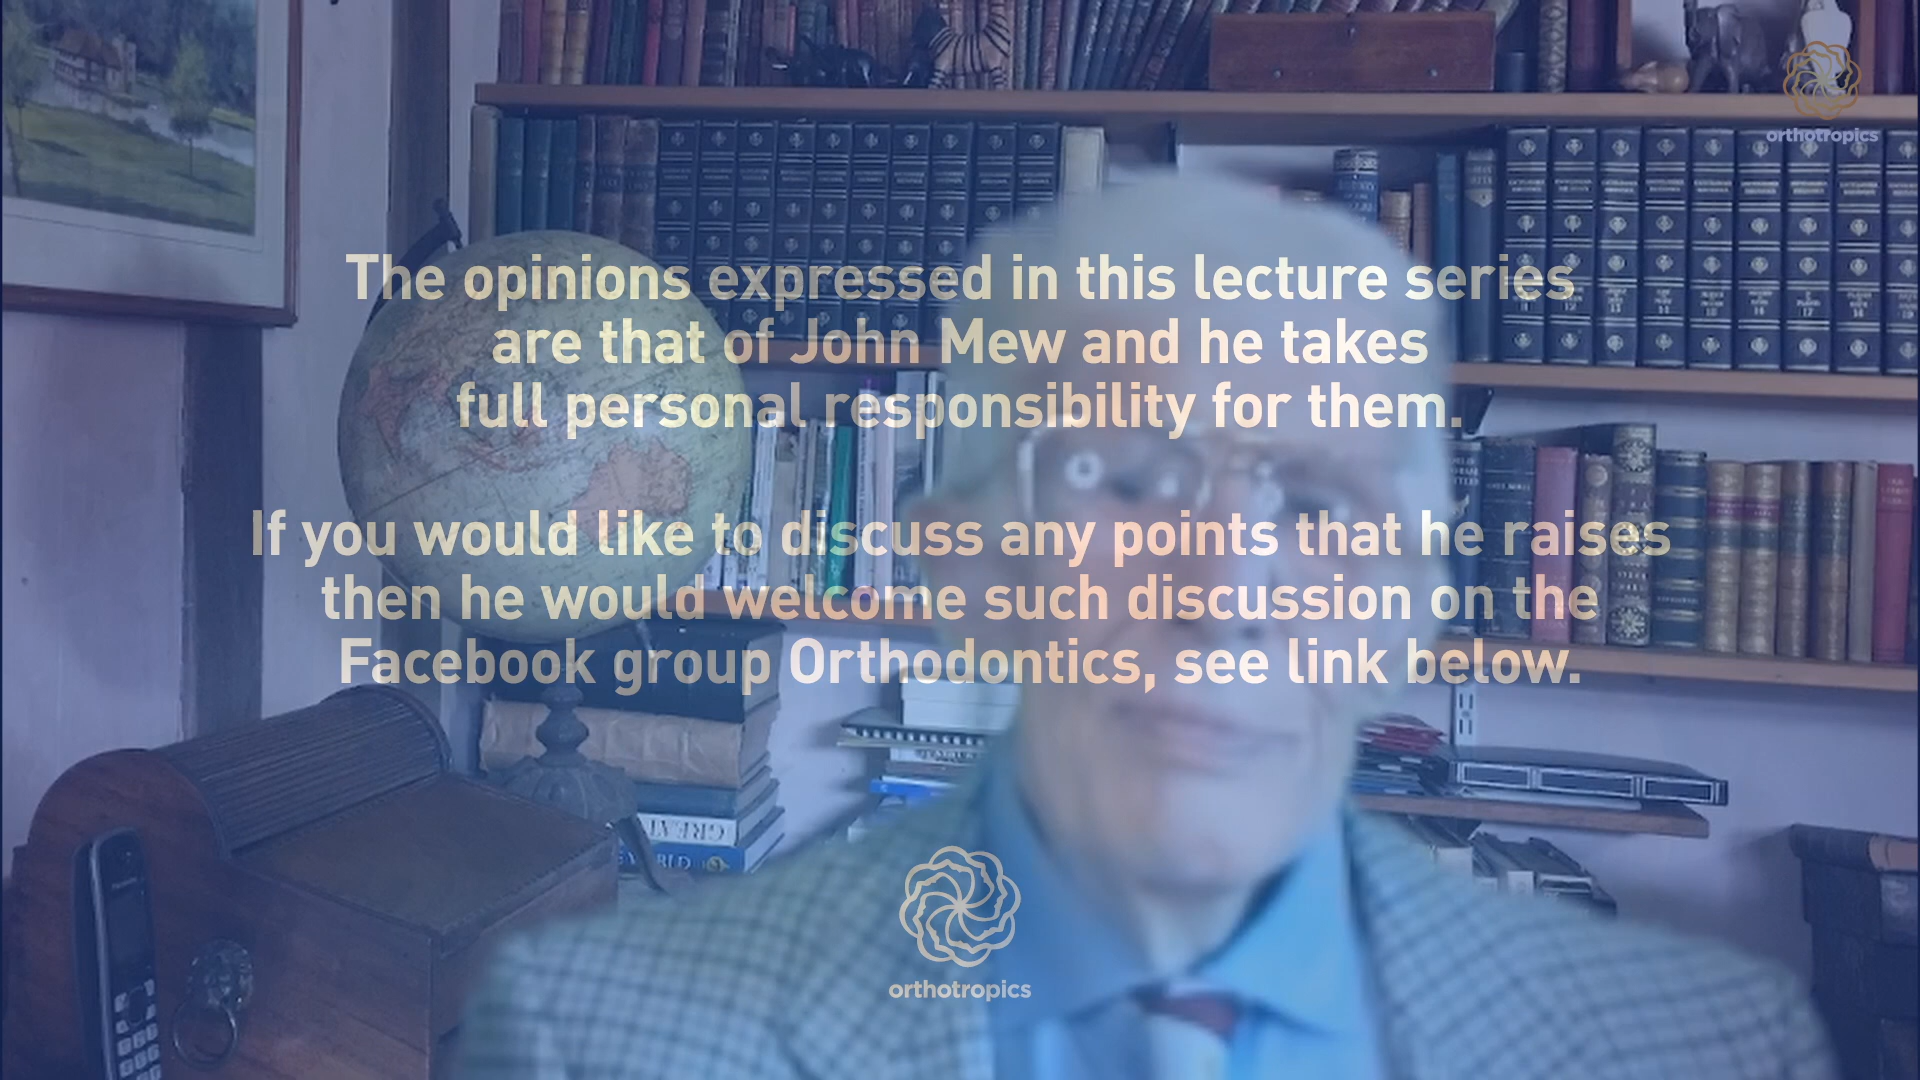 orthotropics
The opinions expressed in this lecture series
are that of John Mew and he takes
full personal responsibility for them.
If you would like to discuss any points that he raises
then he would welcome such discussion on the
Facebook group Orthodontics, see link below.
GREAT
orthotropics